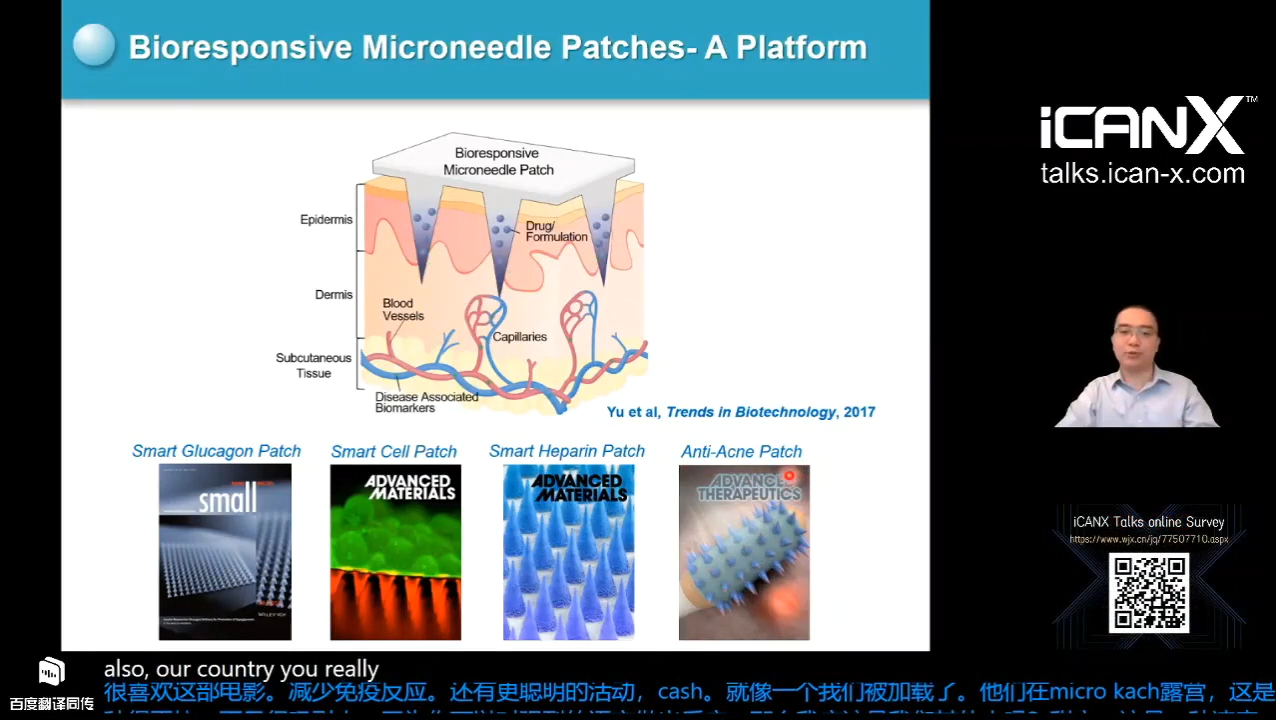 Bioresponsive Microneedle Patches- A Platform
Bioresponsive
Microneedle Patch
Epidermis
Drug/
Formulation
Dermis
Blood
Vessels
Capillaries
Subcutaneous
Tissue
Disease Associated
Biomarkers
Yu et al, Trends in Biotechnology, 2017
Smart Glucagon Patch
Smart Cell Patch
Smart Heparin Patch
Anti-Acne Patch
small
ADVANCED
MATERIALS
ADVANCED
MATERIALS
ADVANCED
THERAPEUTICS
iCANX™
talks.ican-x.com
iCANX Talks online Survey
https://www.wjx.cn/jq/77507710.aspx
百度翻译同传
also, our country you really
很喜欢这部电影。减少免疫反应。还有更聪明的活动，cash。就像一个我们被加载了。他们在micro kach露营，这是